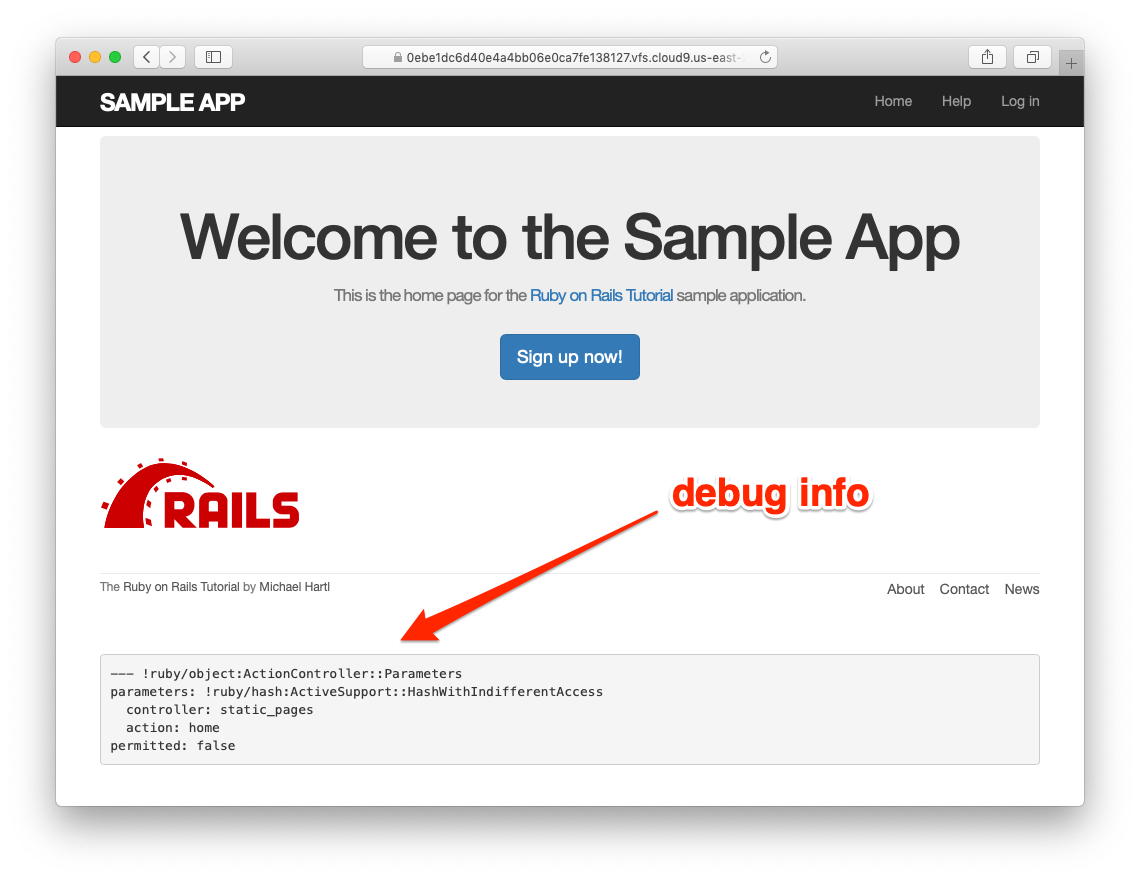 0ebe1dc6d40e4a4bb06e0ca7fe138127.vfs.cloud9.us-east-
SAMPLE APP
Home Help Log in
Welcome to the Sample App
This is the home page for the Ruby on Rails Tutorial sample application.
Sign up now!
RAILS
debug info
The Ruby on Rails Tutorial by Michael Hartl
About Contact News
--- !ruby/object:ActionController::Parameters
parameters: !ruby/hash:ActiveSupport::HashWithIndifferentAccess
  controller: static_pages
  action: home
permitted: false